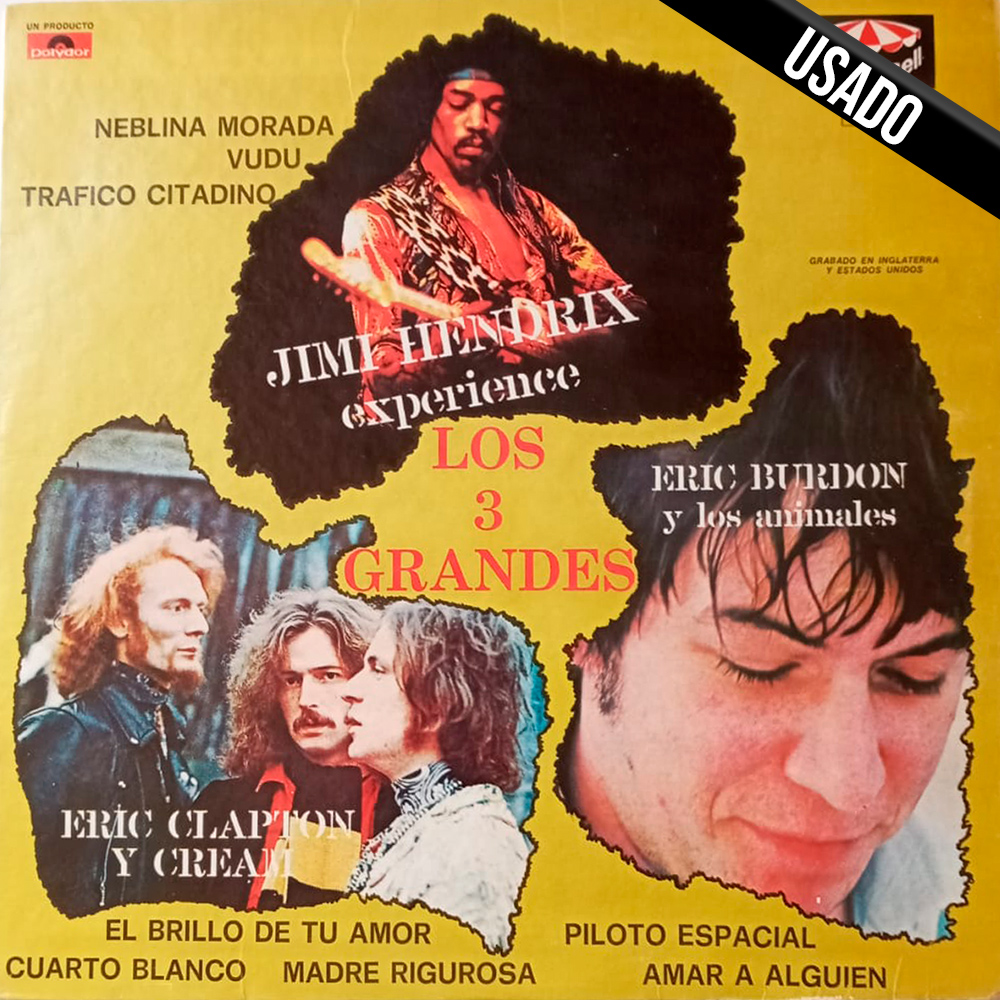 UN PRODUCTO
Polydor
USADO
NEBLINA MORADA
VUDU
TRAFICO CITADINO
GRABADO EN INGLATERRA
Y ESTADOS UNIDOS
JIMI HENDRIX
experience
LOS
3
GRANDES
ERIC BURDON
y los animales
ERIC CLAPTON
Y CREAM
EL BRILLO DE TU AMOR
CUARTO BLANCO MADRE RIGUROSA
PILOTO ESPACIAL
AMAR A ALGUIEN